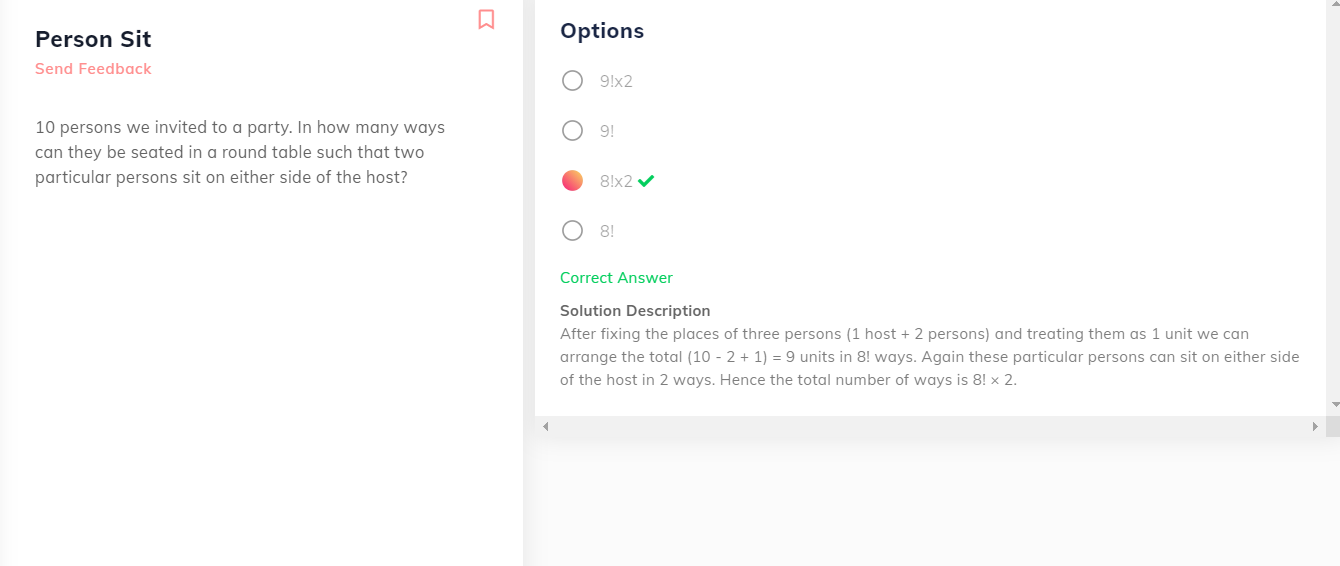 Person Sit
Send Feedback
10 persons we invited to a party. In how many ways
can they be seated in a round table such that two
particular persons sit on either side of the host?
Options
9!x2
9!
8!x2
8!
Correct Answer
Solution Description
After fixing the places of three persons (1 host + 2 persons) and treating them as 1 unit we can
arrange the total (10 - 2 + 1) = 9 units in 8! ways. Again these particular persons can sit on either side
of the host in 2 ways. Hence the total number of ways is 8! × 2.